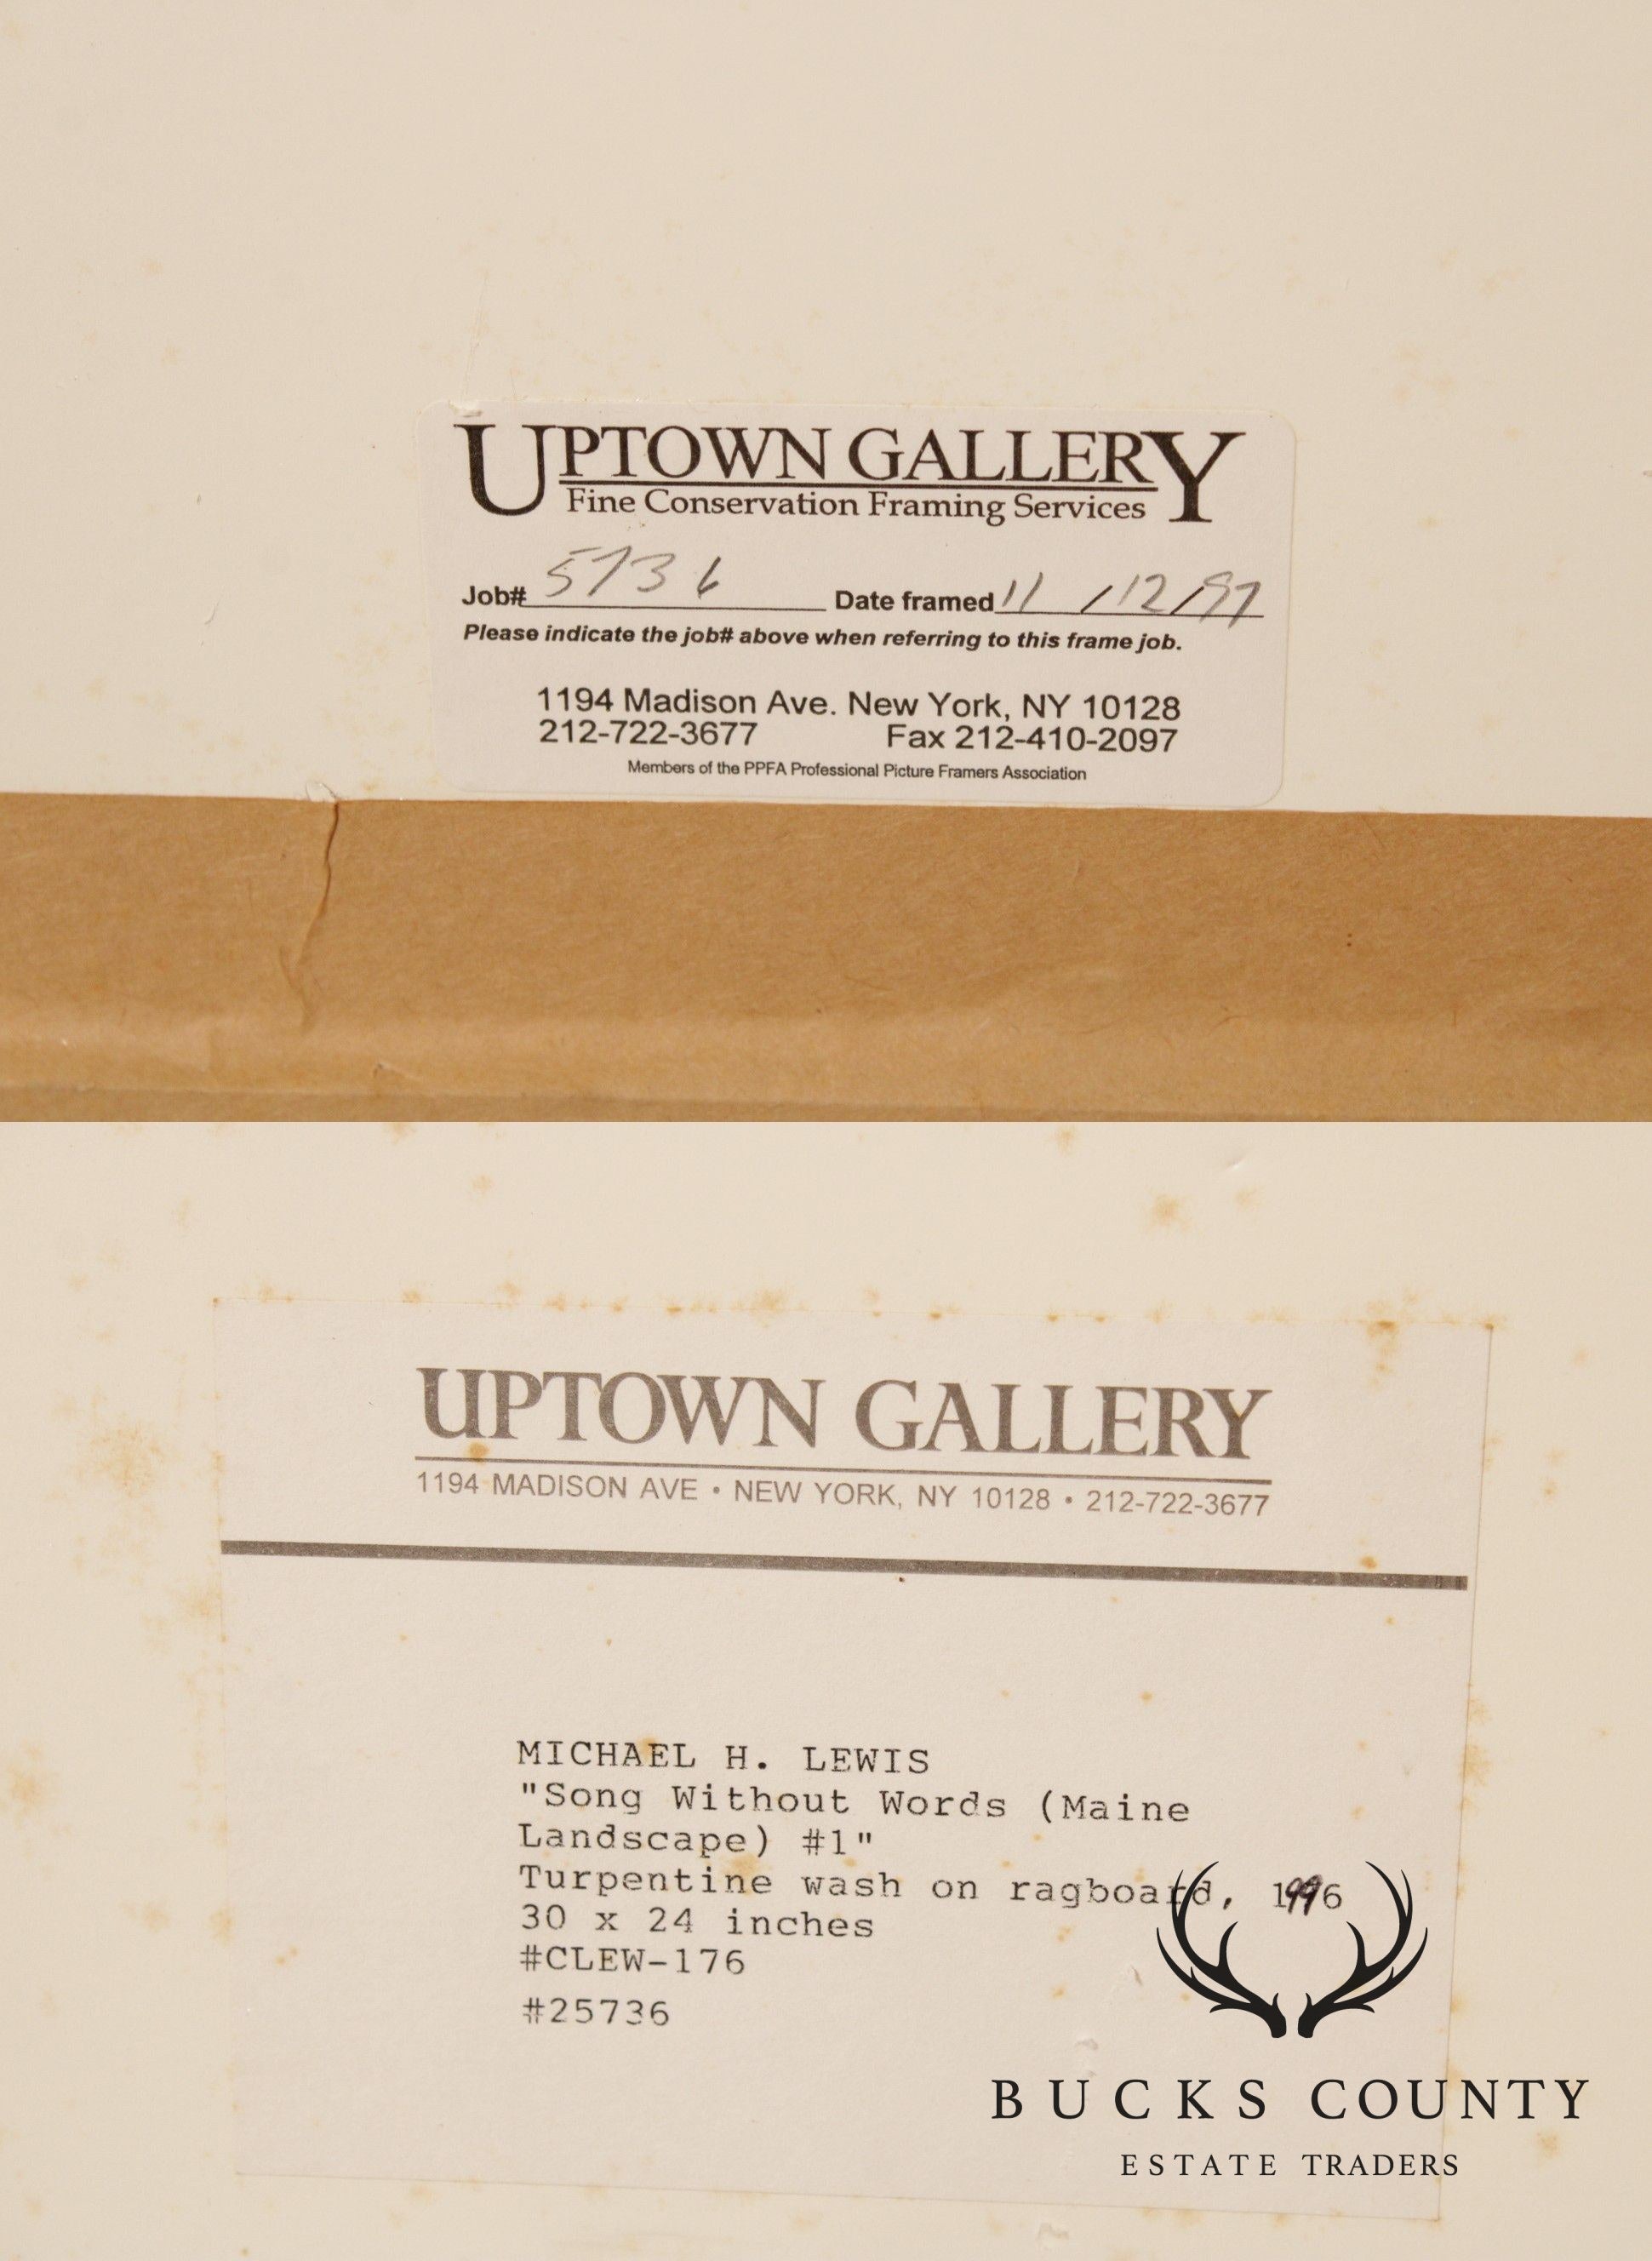 UPTOWN GALLERY
Fine Conservation Framing Services
Job# 5736 Date framed 11/12/97
Please indicate the job# above when referring to this frame job.
1194 Madison Ave. New York, NY 10128
212-722-3677 Fax 212-410-2097
Members of the PPFA Professional Picture Framers Association
UPTOWN GALLERY
1194 MADISON AVE • NEW YORK, NY 10128 • 212-722-3677
MICHAEL H. LEWIS
"Song Without Words (Maine
Landscape) #1"
Turpentine wash on ragboard, 1996
30 x 24 inches
#CLEW-176
#25736
BUCKS COUNTY
ESTATE TRADERS